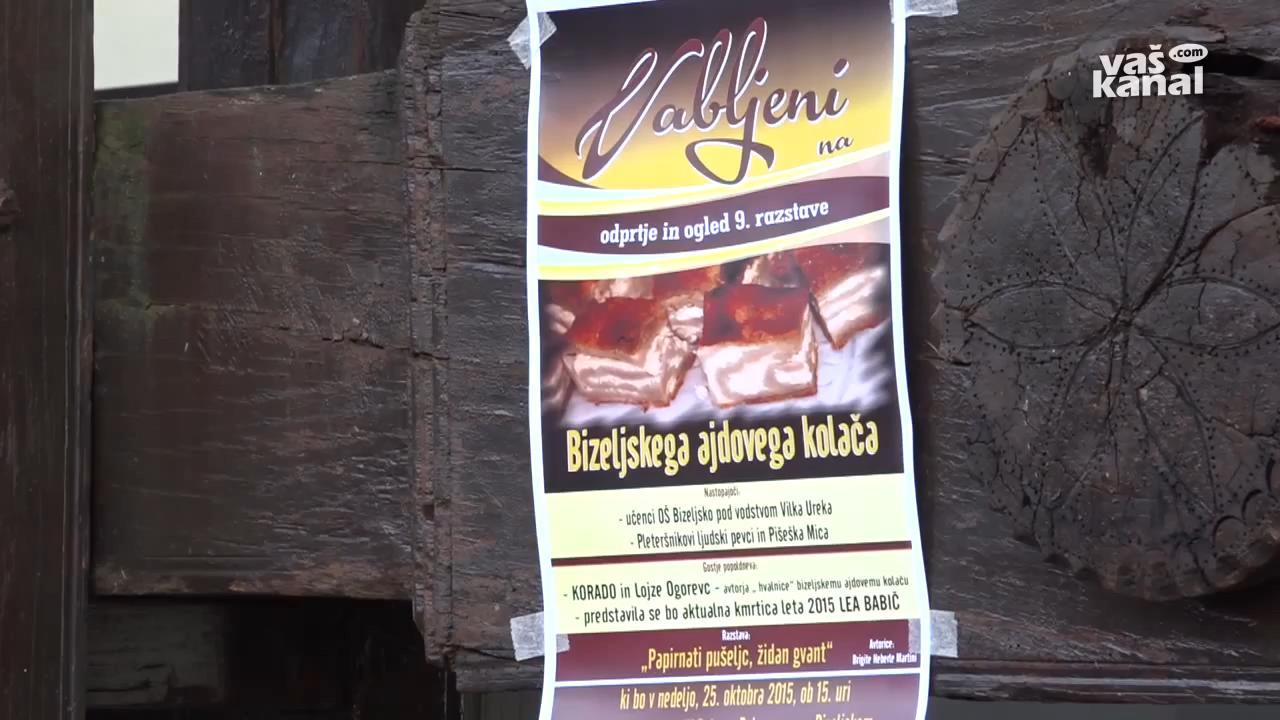 vaš .com
kanal
Vabljeni
na
odprtje in ogled 9. razstave
Bizeljskega ajdovega kolača
Nastopajoči:
- učenci OŠ Bizeljsko pod vodstvom Vilka Ureka
- Pleteršnikovi ljudski pevci in Pišeška Mica
Gostje popoldneva:
- KORADO in Lojze Ogorevc - avtorja „ hvalnice“ bizeljskemu ajdovemu kolaču
- predstavila se bo aktualna kmrtica leta 2015 LEA BABIČ
Razstava:
„Papirnati pušeljc, židan gvant“
Avtorice:
Brigite Neberle Martini
ki bo v nedeljo, 25. oktobra 2015, ob 15. uri